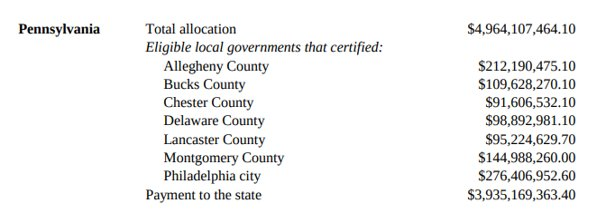 Pennsylvania Total allocation $4,964,107,464.10
Eligible local governments that certified:
Allegheny County $212,190,475.10
Bucks County $109,628,270.10
Chester County $91,606,532.10
Delaware County $98,892,981.10
Lancaster County $95,224,629.70
Montgomery County $144,988,260.00
Philadelphia city $276,406,952.60
Payment to the state $3,935,169,363.40